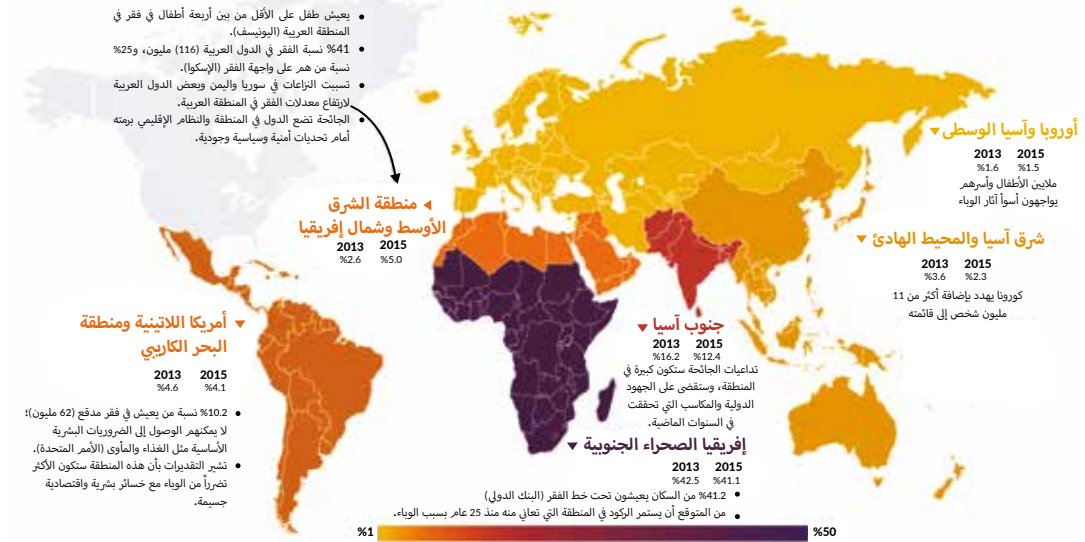 • يعيش طفل على الأقل من بين أربعة أطفال في فقر في
المنطقة العربية (اليونيسف).
• 41% نسبة الفقر في الدول العربية (116) مليون، و25%
نسبة من هم على واجهة الفقر (الإسكوا).
• تسببت النزاعات في سوريا واليمن وبعض الدول العربية
لارتفاع معدلات الفقر في المنطقة العربية.
• الجائحة تضع الدول في المنطقة والنظام الإقليمي برمته
أمام تحديات أمنية وسياسية وجودية.
أوروبا وآسيا الوسطى
2015 2013
%1.5 %1.6
ملايين الأطفال وأسرهم
يواجهون أسوأ آثار الوباء
منطقة الشرق
الأوسط وشمال إفريقيا
2015 2013
%5.0 %2.6
شرق آسيا والمحيط الهادئ
2015 2013
%2.3 %3.6
كورونا يهدد بإضافة أكثر من 11
مليون شخص إلى قائمته
جنوب آسيا
2015 2013
%12.4 %16.2
تداعيات الجائحة ستكون كبيرة في
المنطقة، وستقضى على الجهود
الدولية والمكاسب التي تحققت
في السنوات الماضية.
أمريكا اللاتينية ومنطقة
البحر الكاريبي
2015 2013
%4.1 %4.6
• 10.2% نسبة من يعيش في فقر مدقع (62 مليون)؛
لا يمكنهم الوصول إلى الضروريات البشرية
الأساسية مثل الغذاء والمأوى (الأمم المتحدة).
• تشير التقديرات بأن هذه المنطقة ستكون الأكثر
تضرراً من الوباء مع خسائر بشرية واقتصادية
جسيمة.
إفريقيا الصحراء الجنوبية
2015 2013
%41.1 %42.5
• 41.2% من السكان يعيشون تحت خط الفقر (البنك الدولي)
• من المتوقع أن يستمر الركود في المنطقة التي تعاني منه منذ 25 عام بسبب الوباء.
%1 %50